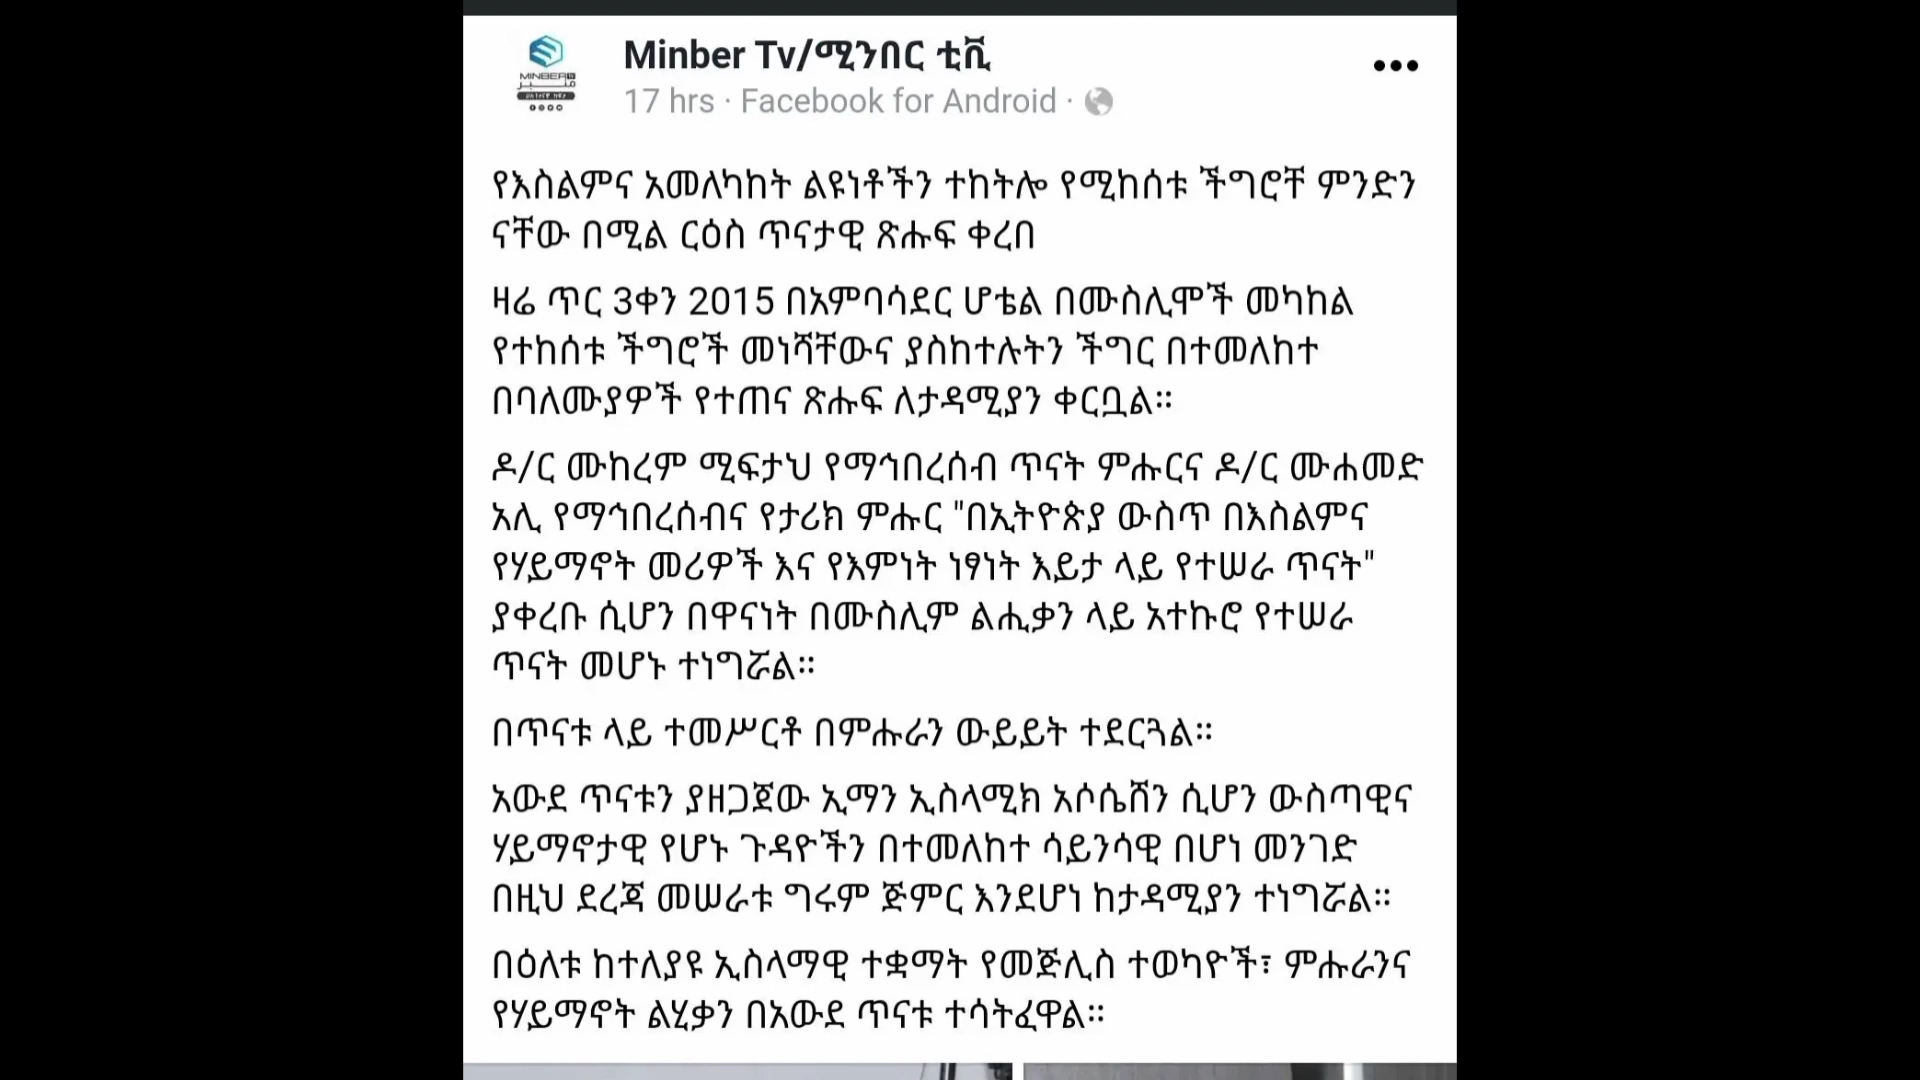 Minber Tv/ሚንበር ቲቪ
17 hrs · Facebook for Android ·
MINBER TV
የእስልምና አመለካከት ልዩነቶችን ተከትሎ የሚከሰቱ ችግሮቸ ምንድን
ናቸው በሚል ርዕስ ጥናታዊ ጽሑፍ ቀረበ
ዛሬ ጥር 3ቀን 2015 በአምባሳደር ሆቴል በሙስሊሞች መካከል
የተከሰቱ ችግሮች መነሻቸውና ያስከተሉትን ችግር በተመለከተ
በባለሙያዎች የተጠና ጽሑፍ ለታዳሚያን ቀርቧል።
ዶ/ር ሙከረም ሚፍታህ የማኅበረሰብ ጥናት ምሑርና ዶ/ር ሙሐመድ
አሊ የማኅበረሰብና የታሪክ ምሑር "በኢትዮጵያ ውስጥ በእስልምና
የሃይማኖት መሪዎች እና የእምነት ነፃነት እይታ ላይ የተሠራ ጥናት"
ያቀረቡ ሲሆን በዋናነት በሙስሊም ልሒቃን ላይ አተኩሮ የተሠራ
ጥናት መሆኑ ተነግሯል።
በጥናቱ ላይ ተመሥርቶ በምሑራን ውይይት ተደርጓል።
አውደ ጥናቱን ያዘጋጀው ኢማን ኢስላሚክ አሶሴሸን ሲሆን ውስጣዊና
ሃይማኖታዊ የሆኑ ጉዳዮችን በተመለከተ ሳይንሳዊ በሆነ መንገድ
በዚህ ደረጃ መሠራቱ ግሩም ጅምር እንደሆነ ከታዳሚያን ተነግሯል።
በዕለቱ ከተለያዩ ኢስላማዊ ተቋማት የመጅሊስ ተወካዮች፣ ምሑራንና
የሃይማኖት ልሂቃን በአውደ ጥናቱ ተሳትፈዋል።